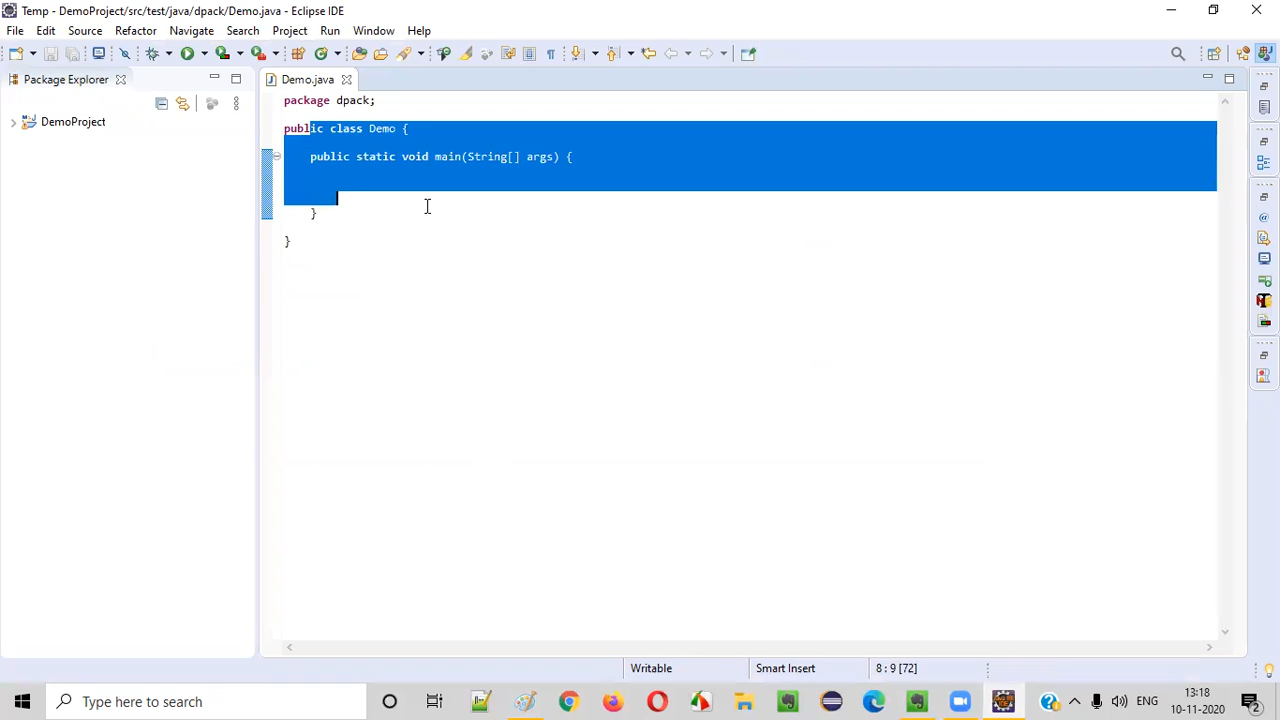 Temp - DemoProject/src/test/java/dpack/Demo.java - Eclipse IDE
File Edit Source Refactor Navigate Search Project Run Window Help
Package Explorer
Demo.java
DemoProject
package dpack;
public class Demo {
public static void main(String[] args) {
}
}
Writable Smart Insert 8 : 9 [72]
Type here to search
ENG
13:18
10-11-2020
2